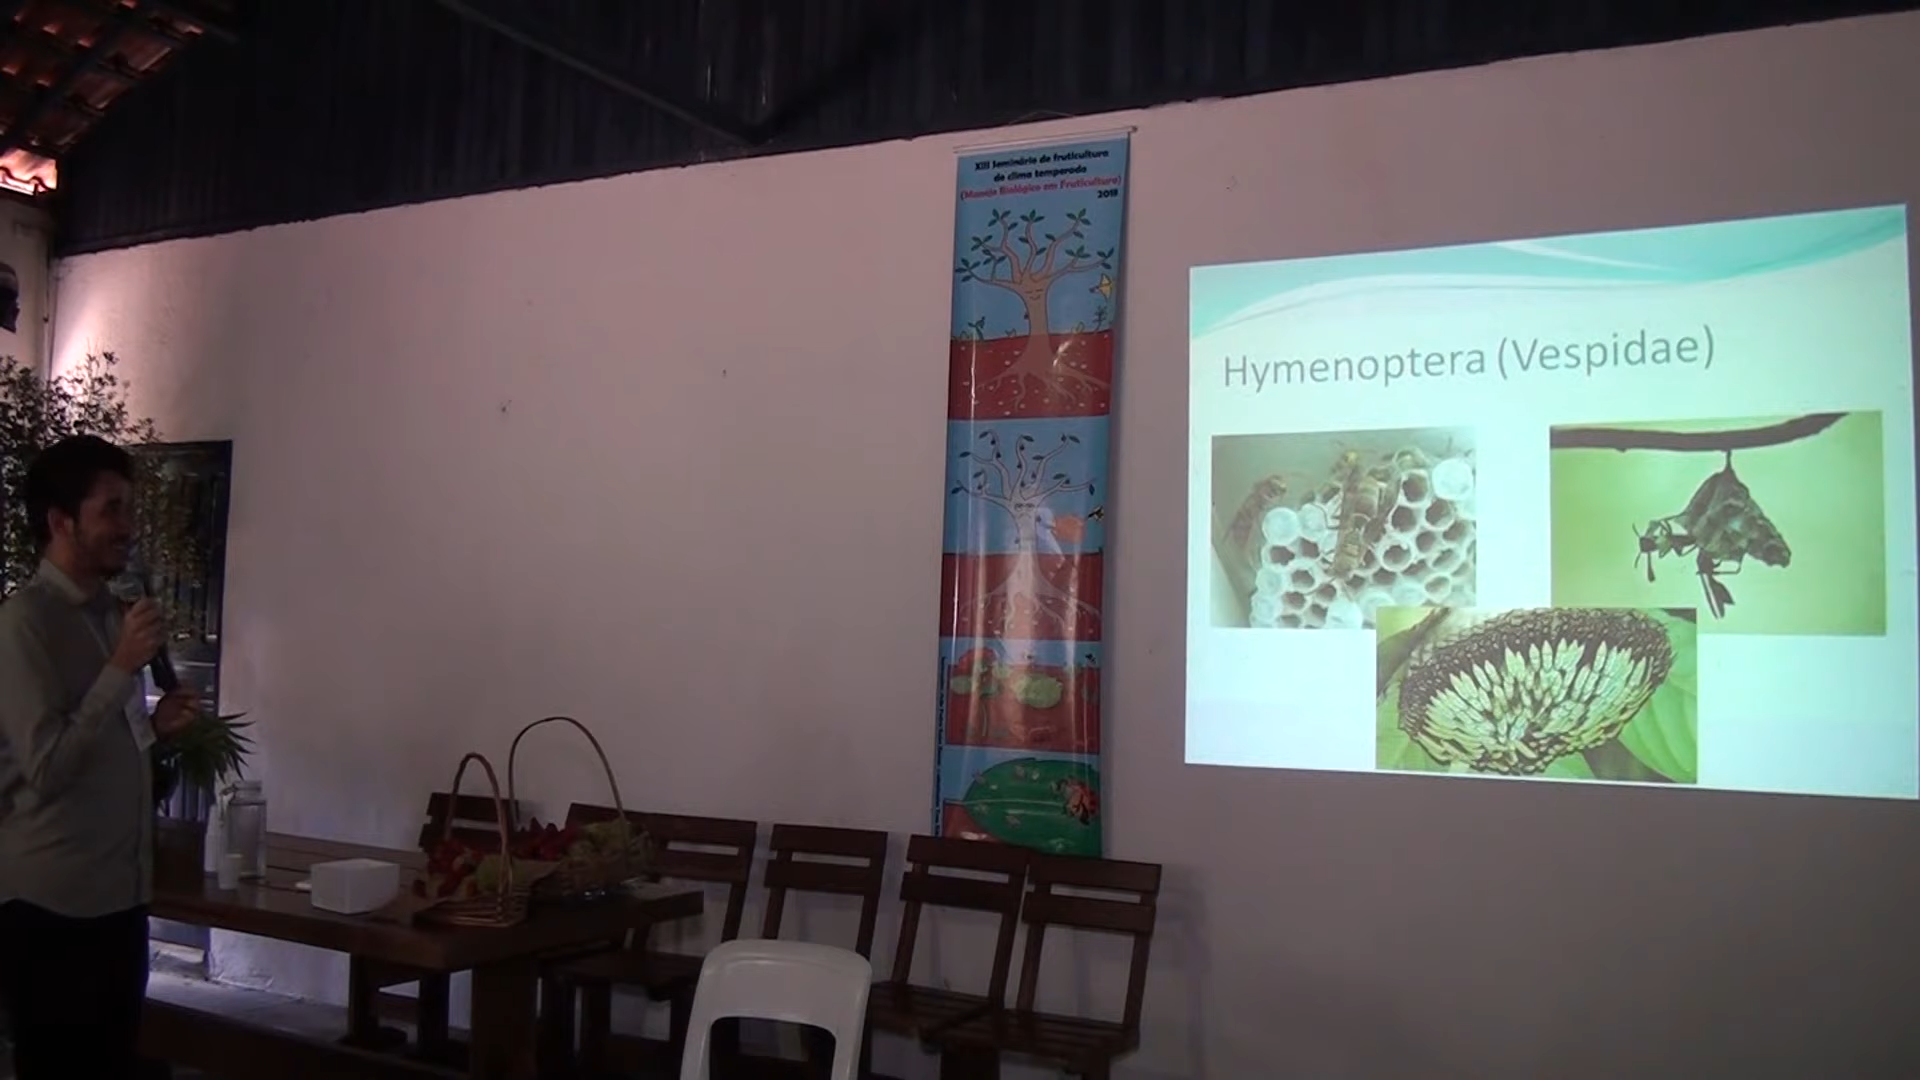 XIII Seminário de fruticultura
de clima temperado
(Manejo Biológico em Fruticultura)
2018
Hymenoptera (Vespidae)